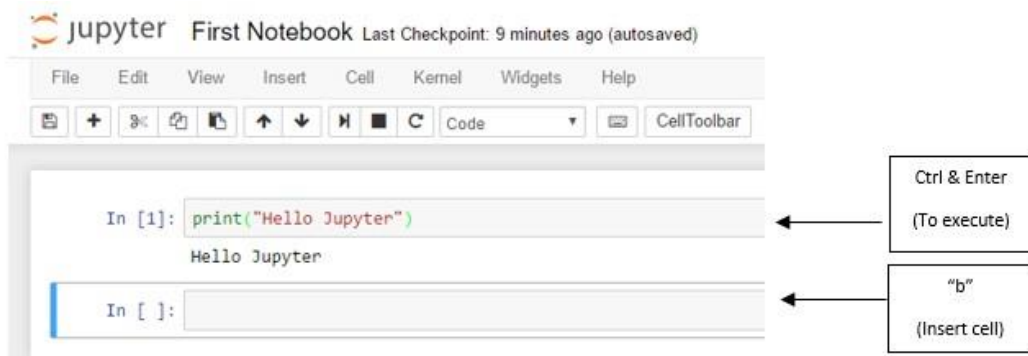 Jupyter First Notebook Last Checkpoint: 9 minutes ago (autosaved)
File Edit View Insert Cell Kernel Widgets Help
Code CellToolbar
Ctrl & Enter
(To execute)
In [1]: print("Hello Jupyter")
Hello Jupyter
“b”
(Insert cell)
In [ ]: